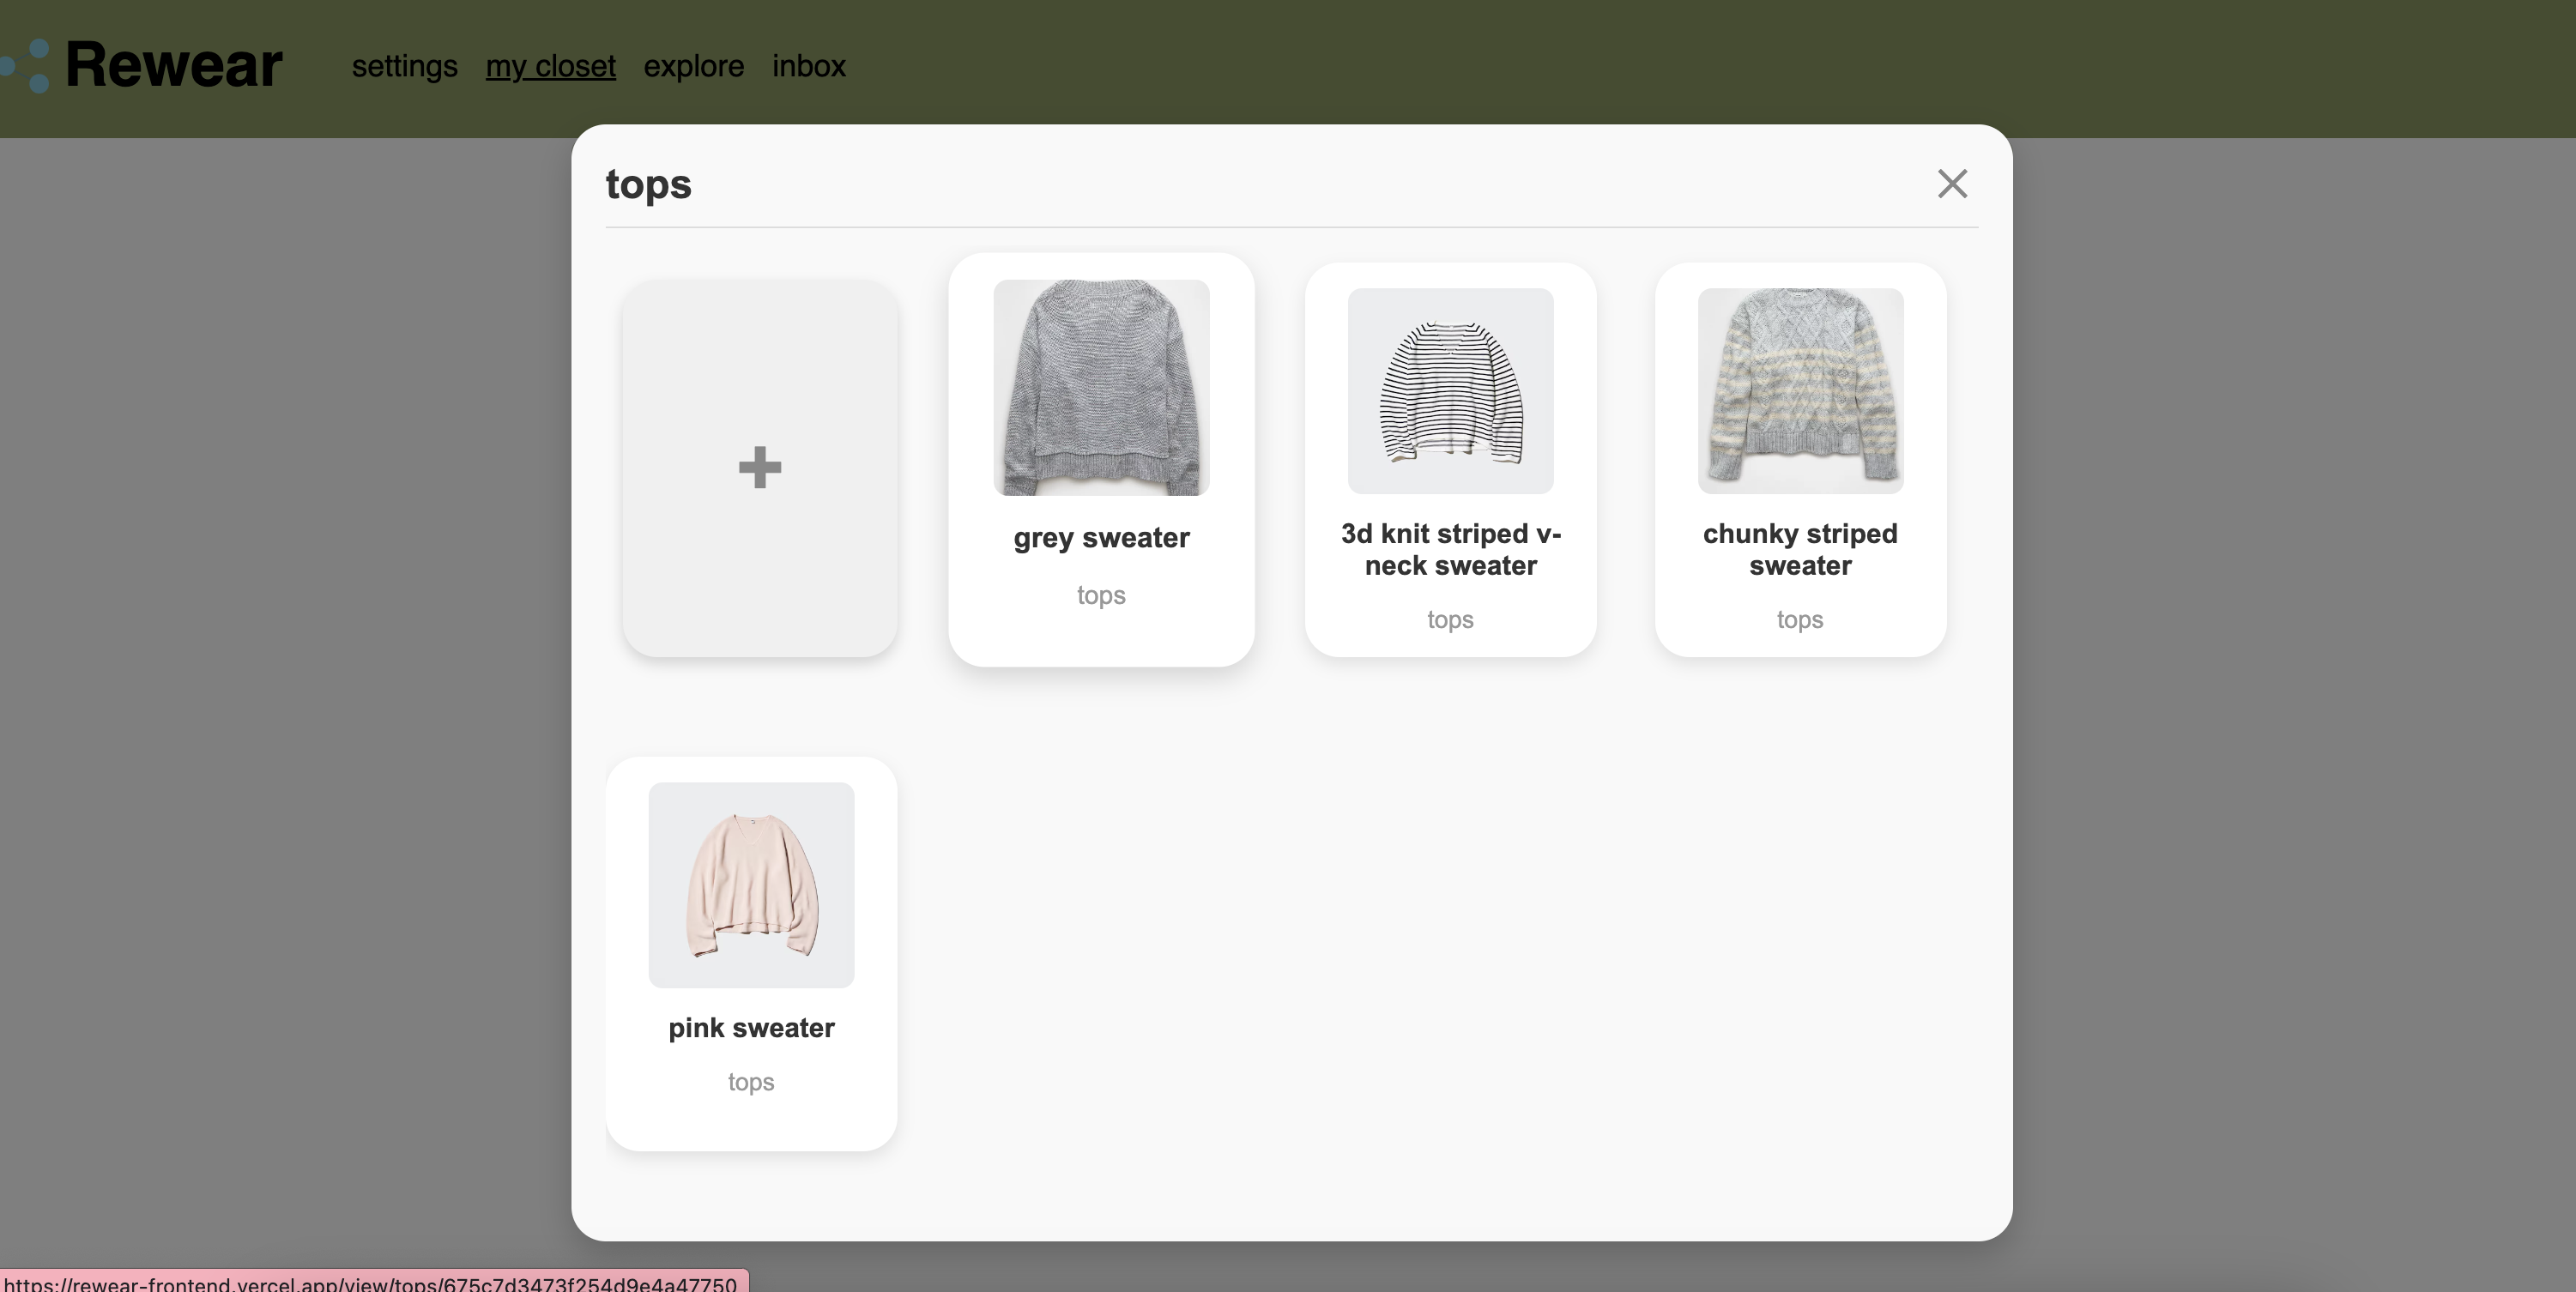 Rewear settings my closet explore inbox
tops
grey sweater
tops
3d knit striped v-
neck sweater
tops
chunky striped
sweater
tops
pink sweater
tops
https://rewear-frontend.vercel.app/view/tops/675c7d3473f254d9e4a47750